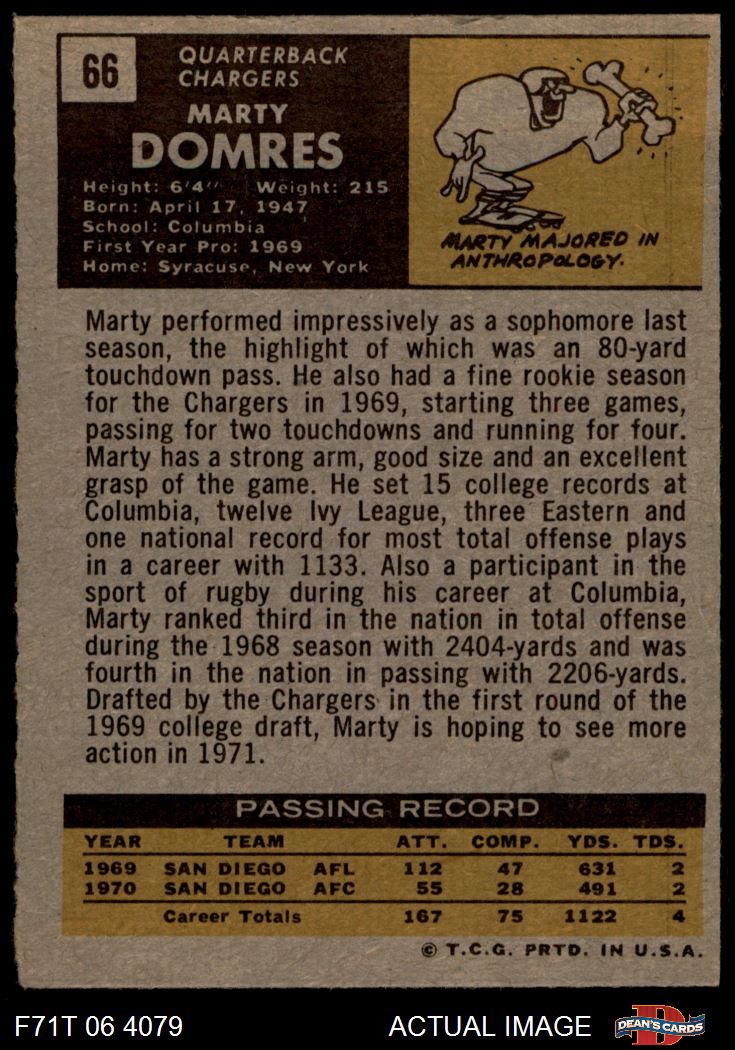 66
QUARTERBACK
CHARGERS
MARTY
DOMRES
Height: 6'4" Weight: 215
Born: April 17, 1947
School: Columbia
First Year Pro: 1969
Home: Syracuse, New York
MARTY MAJORED IN
ANTHROPOLOGY.
Marty performed impressively as a sophomore last
season, the highlight of which was an 80-yard
touchdown pass. He also had a fine rookie season
for the Chargers in 1969, starting three games,
passing for two touchdowns and running for four.
Marty has a strong arm, good size and an excellent
grasp of the game. He set 15 college records at
Columbia, twelve Ivy League, three Eastern and
one national record for most total offense plays
in a career with 1133. Also a participant in the
sport of rugby during his career at Columbia,
Marty ranked third in the nation in total offense
during the 1968 season with 2404-yards and was
fourth in the nation in passing with 2206-yards.
Drafted by the Chargers in the first round of the
1969 college draft, Marty is hoping to see more
action in 1971.
PASSING RECORD
YEAR TEAM ATT. COMP. YDS. TDS.
1969 SAN DIEGO AFL 112 47 631 2
1970 SAN DIEGO AFC 55 28 491 2
Career Totals 167 75 1122 4
© T.C.G. PRTD. IN U.S.A.
F71T 06 4079 ACTUAL IMAGE D DEAN'S CARDS